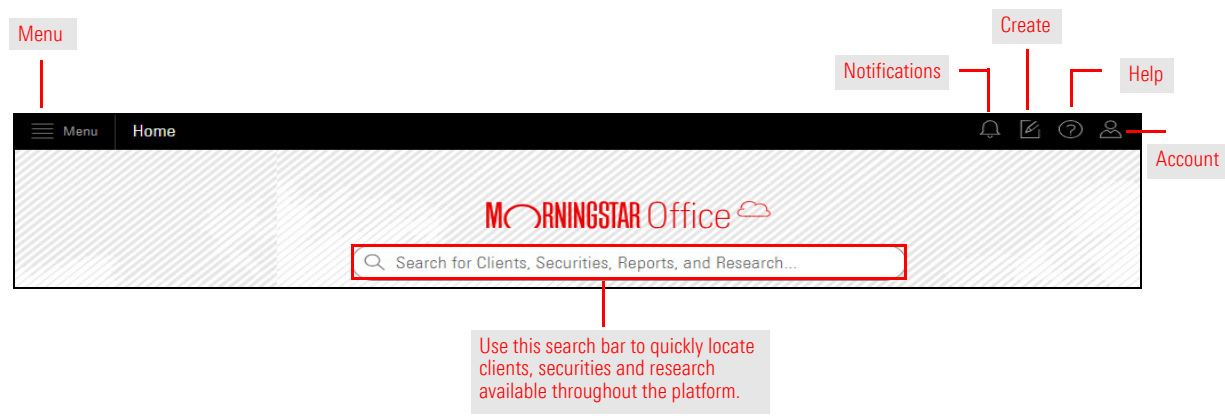 Create
Menu
Notifications
Help
Menu Home
Account
MORNINGSTAR Office
Search for Clients, Securities, Reports, and Research...
Use this search bar to quickly locate
clients, securities and research
available throughout the platform.